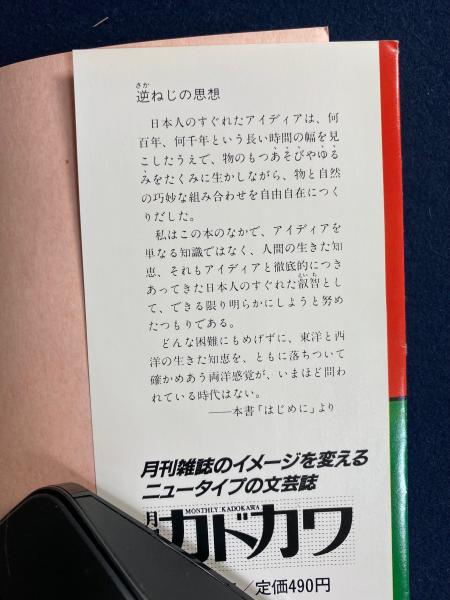 逆ねじの思想
さか
日本人のすぐれたアイディアは、何
百年、何千年という長い時間の幅を見
こしたうえで、物のもつあそびやゆる
みをたくみに生かしながら、物と自然
の巧妙な組み合わせを自由自在につく
りだした。
私はこの本のなかで、アイディアを
単なる知識ではなく、人間の生きた知
恵、それもアイディアと徹底的につき
あってきた日本人のすぐれた叡智とし
えいち
て、できる限り明らかにしようと努め
たつもりである。
どんな困難にもめげずに、東洋と西
洋の生きた知恵を、ともに落ちついて
確かめあう両洋感覚が、いまほど問わ
れている時代はない。
──本書「はじめに」より
月刊雑誌のイメージを変える
ニュータイプの文芸誌
MONTHLY KADOKAWA
月
カドカワ
／定価490円